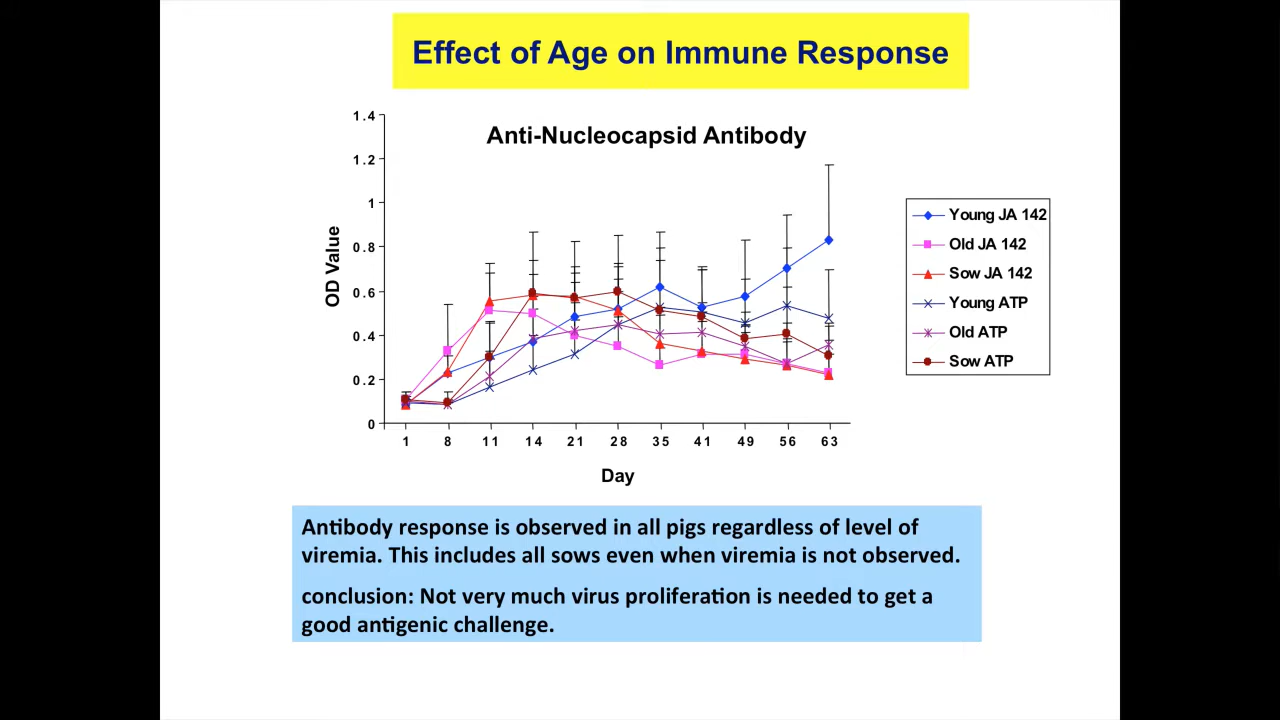 Effect of Age on Immune Response
Anti-Nucleocapsid Antibody
1.4
1.2
1
0.8
0.6
0.4
0.2
0
OD Value
1 8 11 14 21 28 35 41 49 56 63
Day
Young JA 142
Old JA 142
Sow JA 142
Young ATP
Old ATP
Sow ATP
Antibody response is observed in all pigs regardless of level of
viremia. This includes all sows even when viremia is not observed.
conclusion: Not very much virus proliferation is needed to get a
good antigenic challenge.